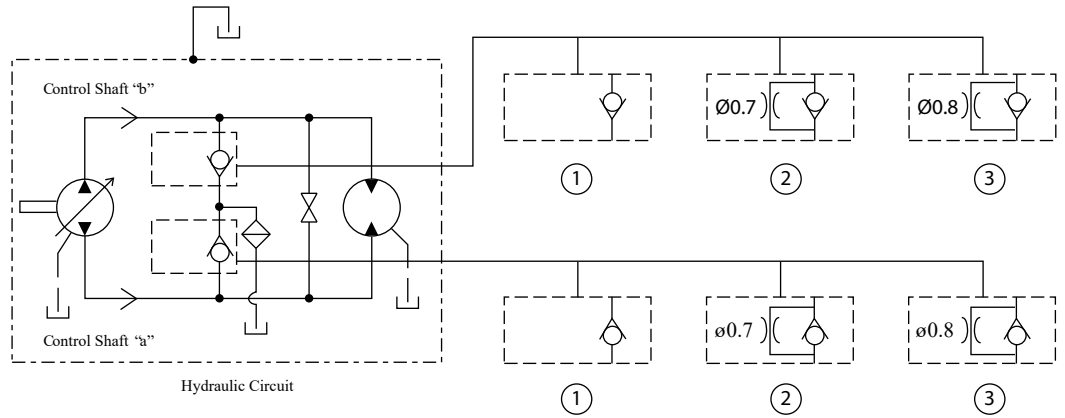 Control Shaft “b”
Ø0.7
Ø0.8
1
2
3
ø0.7
ø0.8
Control Shaft “a”
Hydraulic Circuit
1
2
3